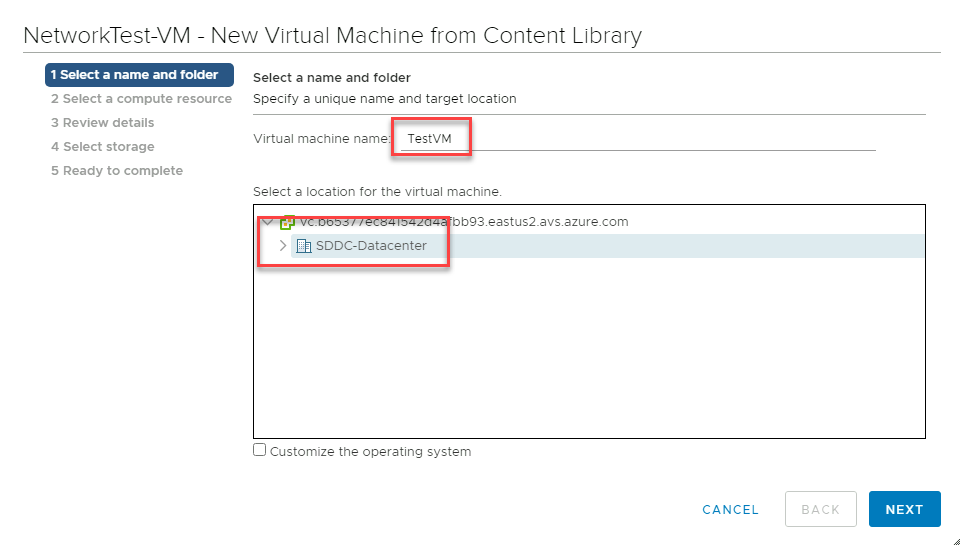 NetworkTest-VM - New Virtual Machine from Content Library
1 Select a name and folder
2 Select a compute resource
3 Review details
4 Select storage
5 Ready to complete
Select a name and folder
Specify a unique name and target location
Virtual machine name: TestVM
Select a location for the virtual machine.
vc.b65377ec841542d4afbb93.eastus2.avs.azure.com
SDDC-Datacenter
Customize the operating system
CANCEL BACK NEXT